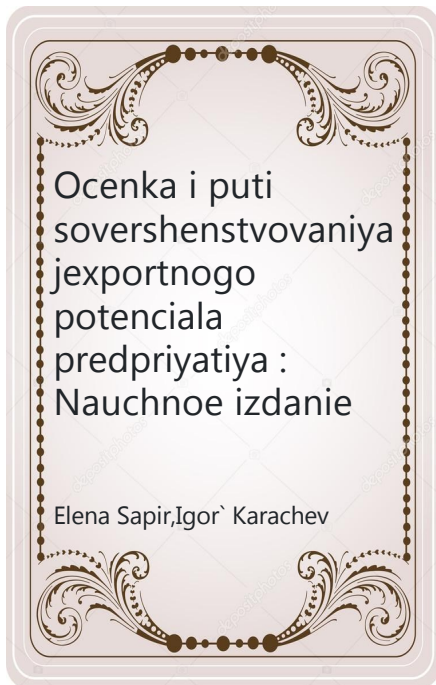 Ocenka i puti
sovershenstvovaniya
jexportnogo
potenciala
predpriyatiya :
Nauchnoe izdanie
Elena Sapir,Igor` Karachev